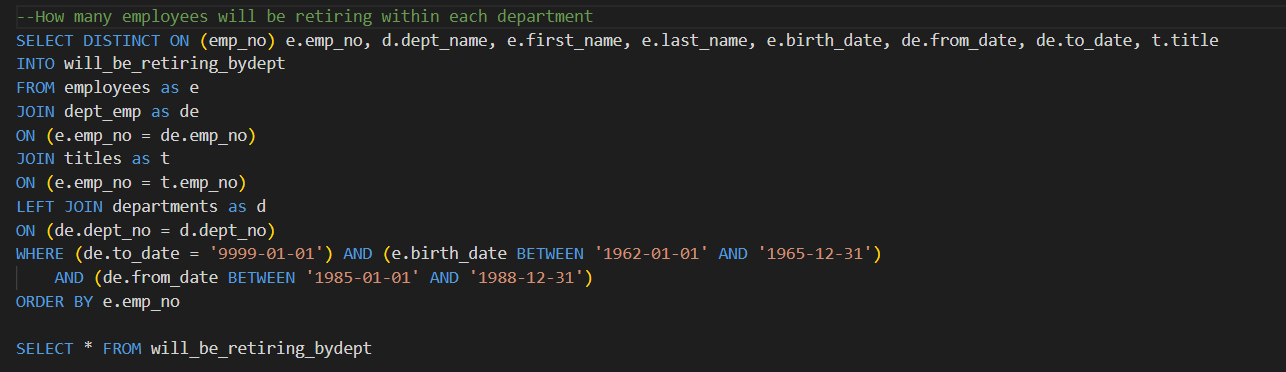 --How many employees will be retiring within each department
SELECT DISTINCT ON (emp_no) e.emp_no, d.dept_name, e.first_name, e.last_name, e.birth_date, de.from_date, de.to_date, t.title
INTO will_be_retiring_bydept
FROM employees as e
JOIN dept_emp as de
ON (e.emp_no = de.emp_no)
JOIN titles as t
ON (e.emp_no = t.emp_no)
LEFT JOIN departments as d
ON (de.dept_no = d.dept_no)
WHERE (de.to_date = '9999-01-01') AND (e.birth_date BETWEEN '1962-01-01' AND '1965-12-31')
    AND (de.from_date BETWEEN '1985-01-01' AND '1988-12-31')
ORDER BY e.emp_no

SELECT * FROM will_be_retiring_bydept